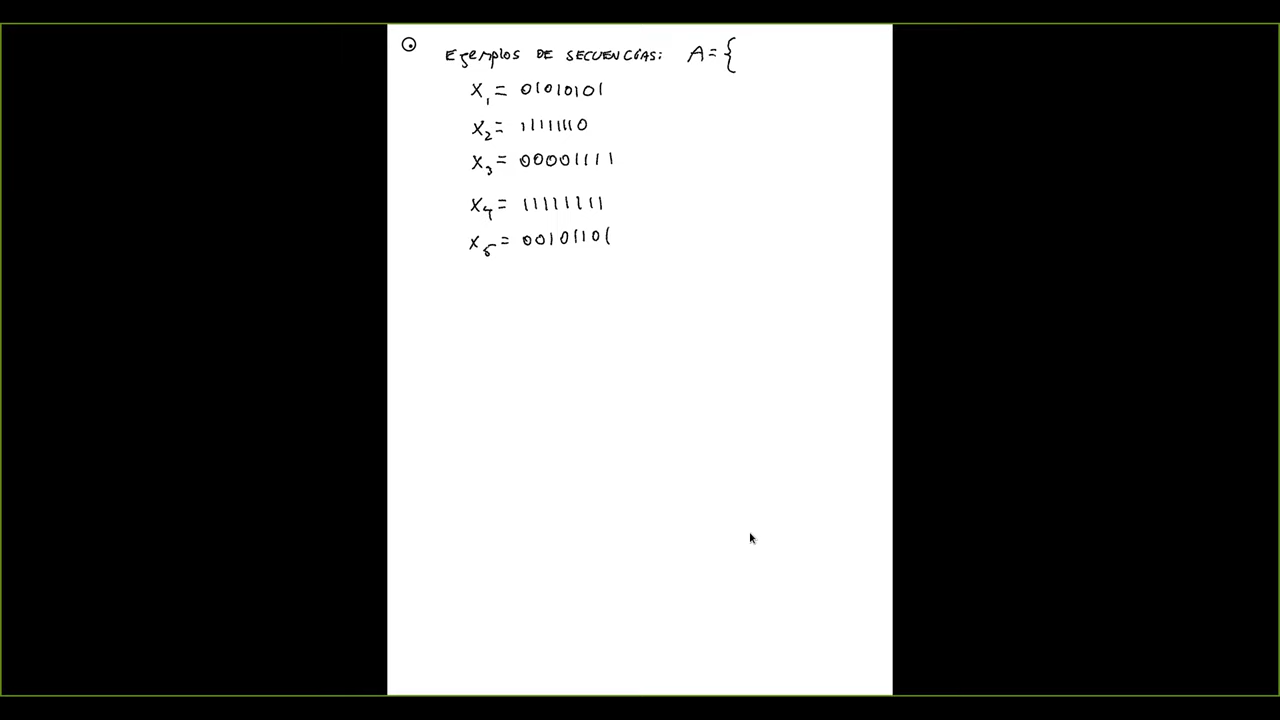 Ejemplos DE SECUENCIAS: A={
X1= 01010101
X2= 11111110
X3= 00001111
X4= 11111111
X5= 00101101